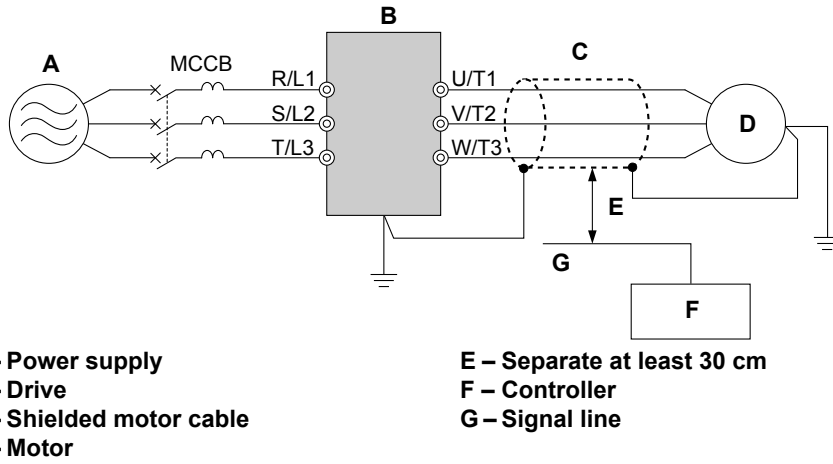 B
A
C
MCCB
R/L1
U/T1
S/L2
V/T2
D
T/L3
W/T3
E
G
F
– Power supply
– Drive
– Shielded motor cable
– Motor
E – Separate at least 30 cm
F – Controller
G – Signal line